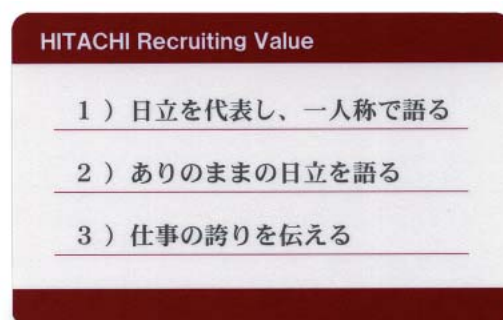 HITACHI Recruiting Value
1 ）日立を代表し、一人称で語る
2 ）ありのままの日立を語る
3 ）仕事の誇りを伝える